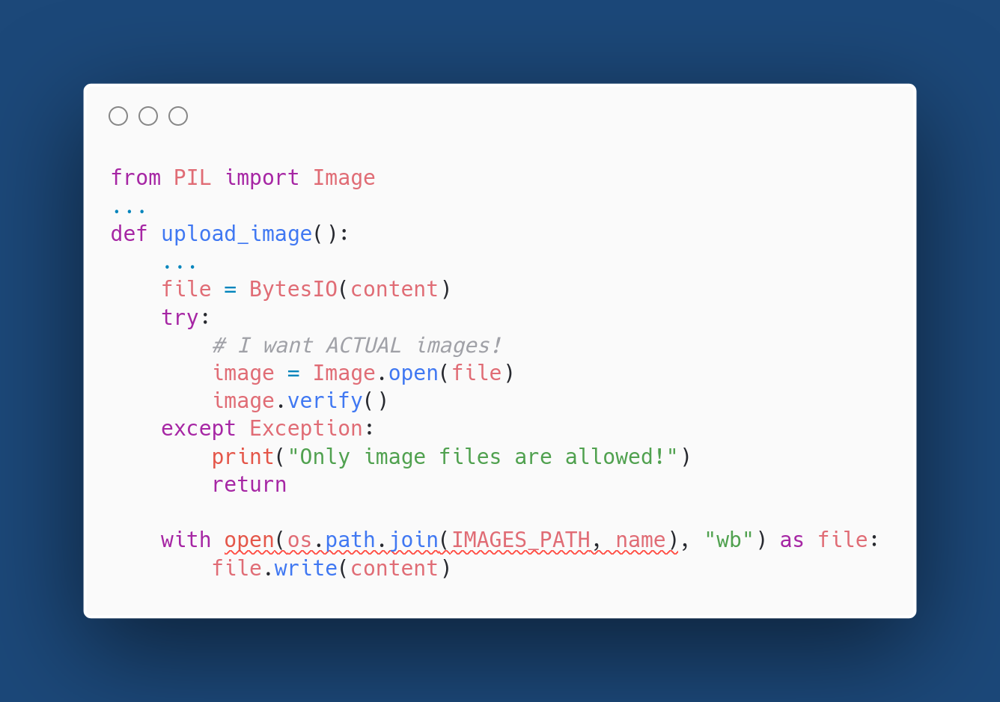 from PIL import Image
...
def upload_image():
    ...
    file = BytesIO(content)
    try:
        # I want ACTUAL images!
        image = Image.open(file)
        image.verify()
    except Exception:
        print("Only image files are allowed!")
        return

    with open(os.path.join(IMAGES_PATH, name), "wb") as file:
        file.write(content)